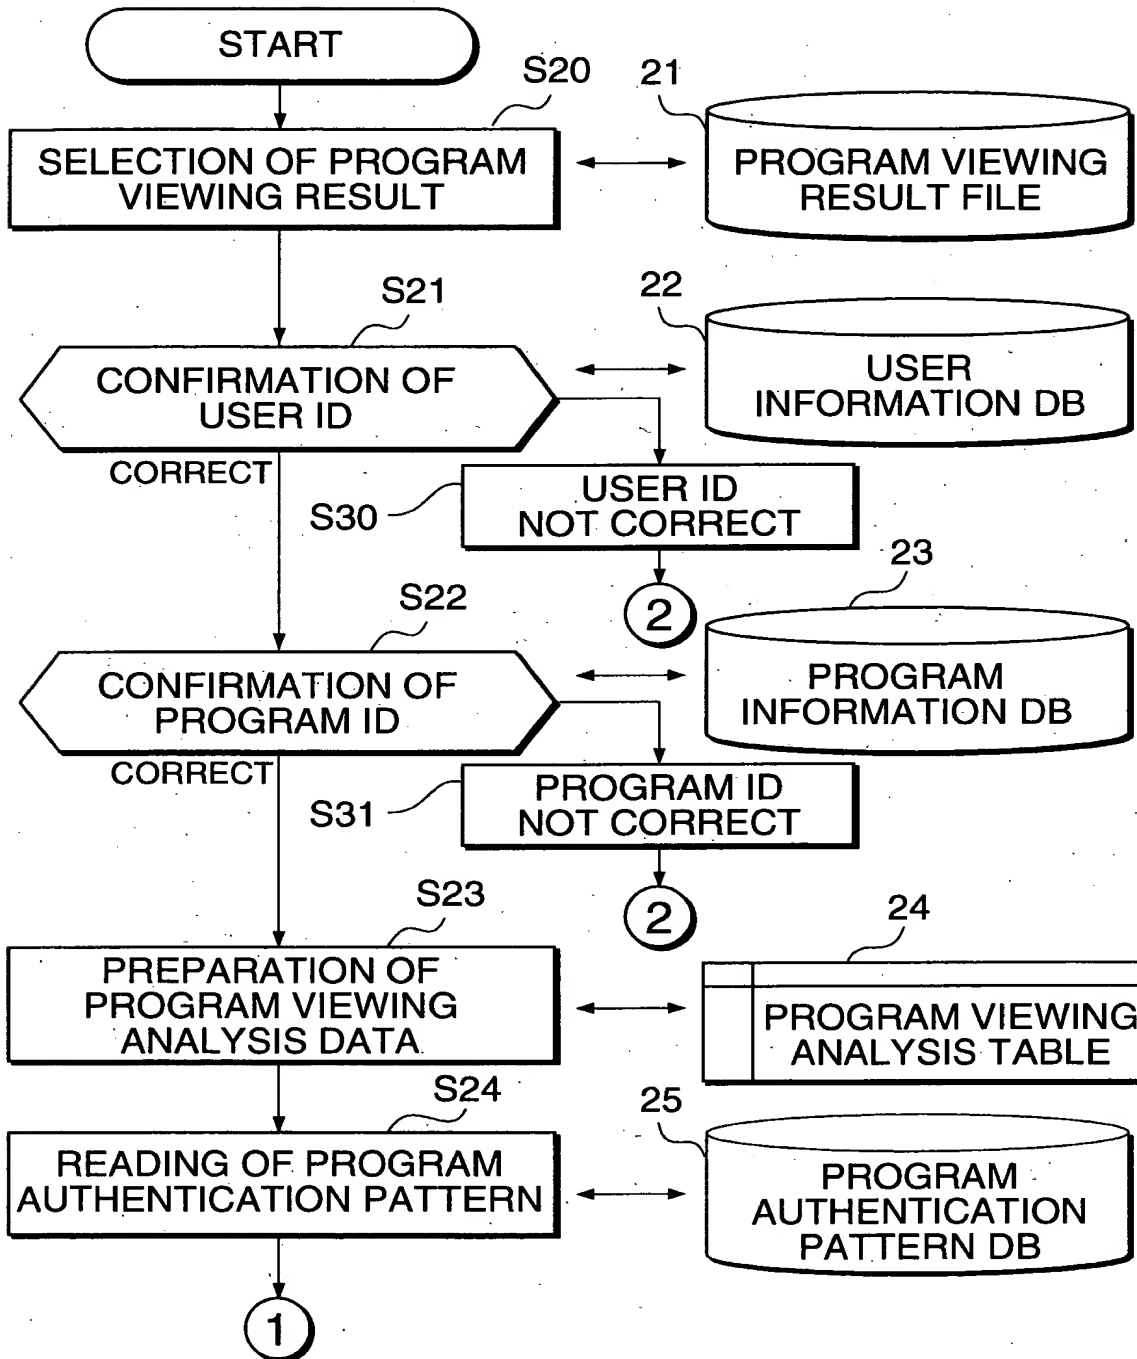 START
S20
21
SELECTION OF PROGRAM
VIEWING RESULT
PROGRAM VIEWING
RESULT FILE
S21
22
CONFIRMATION OF
USER ID
USER
INFORMATION DB
CORRECT
S30
USER ID
NOT CORRECT
2
S22
23
CONFIRMATION OF
PROGRAM ID
PROGRAM
INFORMATION DB
CORRECT
S31
PROGRAM ID
NOT CORRECT
2
S23
24
PREPARATION OF
PROGRAM VIEWING
ANALYSIS DATA
PROGRAM VIEWING
ANALYSIS TABLE
S24
25
READING OF PROGRAM
AUTHENTICATION PATTERN
PROGRAM
AUTHENTICATION
PATTERN DB
1